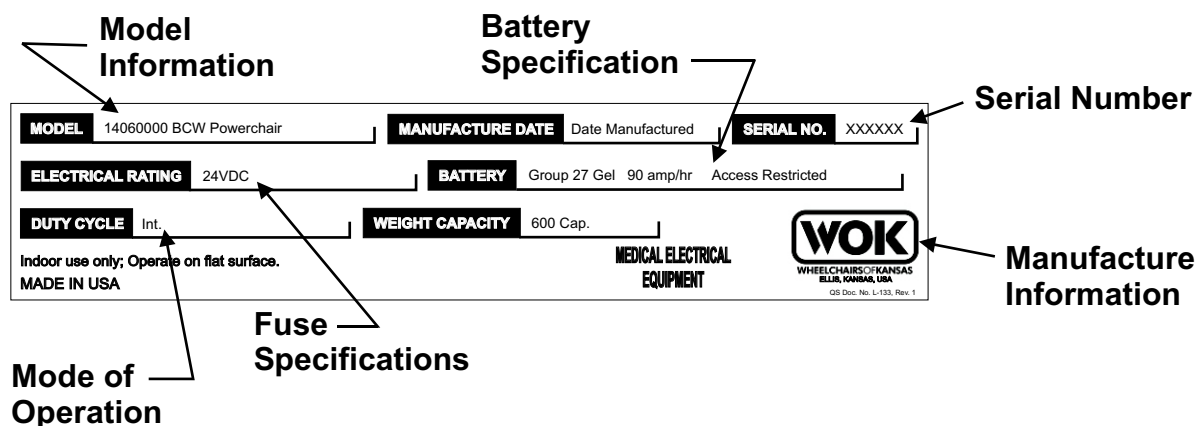 Model
Information
Battery
Specification
Serial Number
MODEL 14060000 BCW Powerchair MANUFACTURE DATE Date Manufactured SERIAL NO. XXXXXX
ELECTRICAL RATING 24VDC BATTERY Group 27 Gel 90 amp/hr Access Restricted
DUTY CYCLE Int. WEIGHT CAPACITY 600 Cap.
Indoor use only; Operate on flat surface.
MADE IN USA
MEDICAL ELECTRICAL
EQUIPMENT
WOK
WHEELCHAIRS OF KANSAS
ELLIS, KANSAS, USA
QS Doc. No. L-133, Rev. 1
Manufacture
Information
Fuse
Specifications
Mode of
Operation